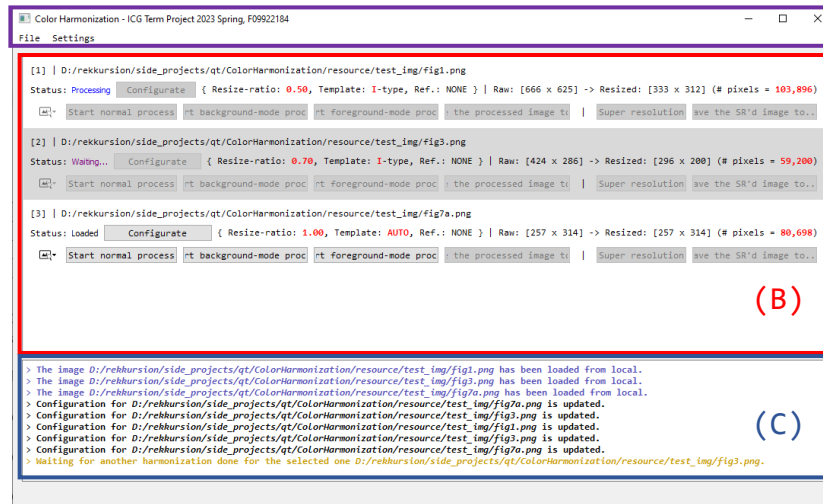 Color Harmonization - ICG Term Project 2023 Spring, F09922184
File Settings
[1] | D:/rekkursion/side_projects/qt/ColorHarmonization/resource/test_img/fig1.png
Status: Processing Configurate { Resize-ratio: 0.50, Template: I-type, Ref.: NONE } | Raw: [666 x 625] -> Resized: [333 x 312] (# pixels = 103,896)
Start normal process rt background-mode proc rt foreground-mode proc the processed image to | Super resolution ave the SR'd image to..
[2] | D:/rekkursion/side_projects/qt/ColorHarmonization/resource/test_img/fig3.png
Status: Waiting... Configurate { Resize-ratio: 0.70, Template: I-type, Ref.: NONE } | Raw: [424 x 286] -> Resized: [296 x 200] (# pixels = 59,200)
Start normal process rt background-mode proc rt foreground-mode proc the processed image to | Super resolution ave the SR'd image to..
[3] | D:/rekkursion/side_projects/qt/ColorHarmonization/resource/test_img/fig7a.png
Status: Loaded Configurate { Resize-ratio: 1.00, Template: AUTO, Ref.: NONE } | Raw: [257 x 314] -> Resized: [257 x 314] (# pixels = 80,698)
Start normal process rt background-mode proc rt foreground-mode proc the processed image to | Super resolution ave the SR'd image to..
(B)
> The image D:/rekkursion/side_projects/qt/ColorHarmonization/resource/test_img/fig1.png has been loaded from local.
> The image D:/rekkursion/side_projects/qt/ColorHarmonization/resource/test_img/fig3.png has been loaded from local.
> The image D:/rekkursion/side_projects/qt/ColorHarmonization/resource/test_img/fig7a.png has been loaded from local.
> Configuration for D:/rekkursion/side_projects/qt/ColorHarmonization/resource/test_img/fig7a.png is updated.
> Configuration for D:/rekkursion/side_projects/qt/ColorHarmonization/resource/test_img/fig3.png is updated.
> Configuration for D:/rekkursion/side_projects/qt/ColorHarmonization/resource/test_img/fig1.png is updated.
> Configuration for D:/rekkursion/side_projects/qt/ColorHarmonization/resource/test_img/fig3.png is updated.
> Configuration for D:/rekkursion/side_projects/qt/ColorHarmonization/resource/test_img/fig7a.png is updated.
> Waiting for another harmonization done for the selected one D:/rekkursion/side_projects/qt/ColorHarmonization/resource/test_img/fig3.png.
(C)